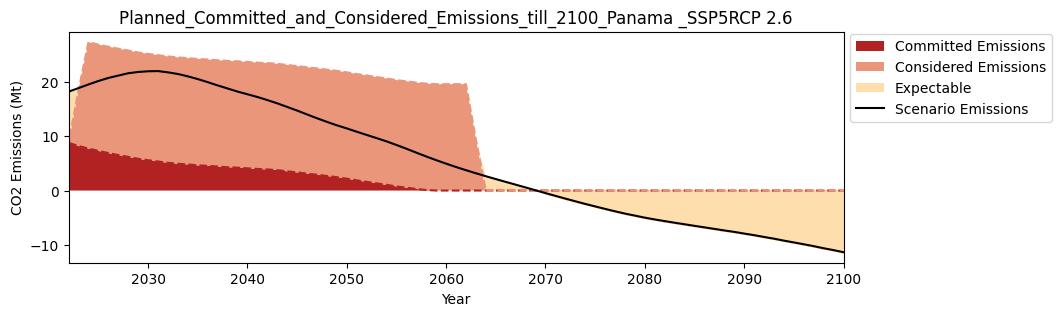 Planned_Committed_and_Considered_Emissions_till_2100_Panama _SSP5RCP 2.6
CO2 Emissions (Mt)
20
10
0
−10
2030
2040
2050
2060
2070
2080
2090
2100
Year
Committed Emissions
Considered Emissions
Expectable
Scenario Emissions